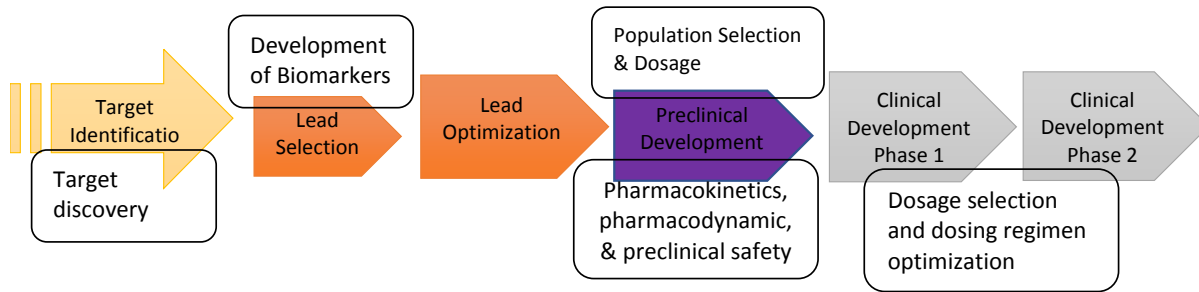 Development
of Biomarkers
Population Selection
& Dosage
Target
Identificatio
Lead
Selection
Lead
Optimization
Preclinical
Development
Clinical
Development
Phase 1
Clinical
Development
Phase 2
Target
discovery
Pharmacokinetics,
pharmacodynamic,
& preclinical safety
Dosage selection
and dosing regimen
optimization